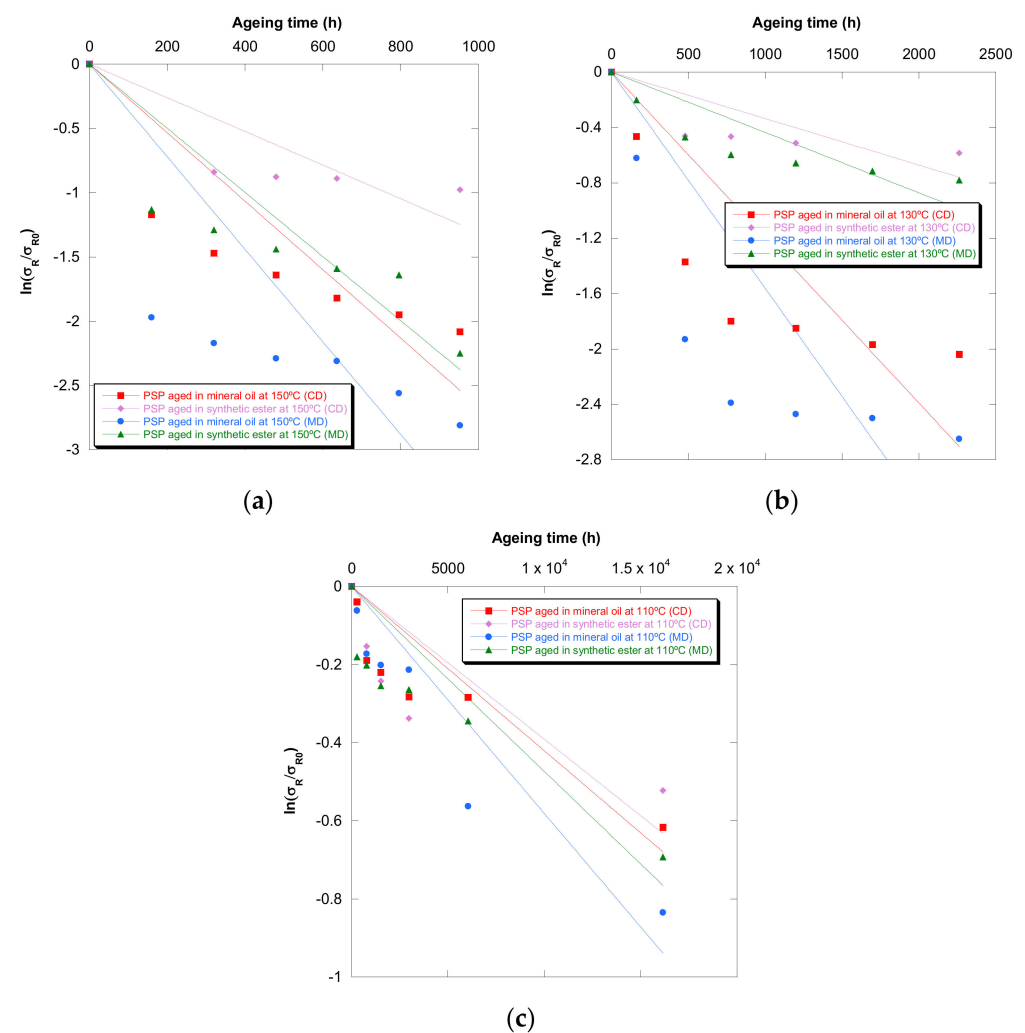 Ageing time (h)
0 200 400 600 800 1000
0
-0.5
-1
-1.5
-2
-2.5
-3
ln(σR/σR0)
PSP aged in mineral oil at 150ºC (CD)
PSP aged in synthetic ester at 150ºC (CD)
PSP aged in mineral oil at 150ºC (MD)
PSP aged in synthetic ester at 150ºC (MD)
(a)
Ageing time (h)
0 500 1000 1500 2000 2500
0
-0.4
-0.8
-1.2
-1.6
-2
-2.4
-2.8
ln(σR/σR0)
PSP aged in mineral oil at 130ºC (CD)
PSP aged in synthetic ester at 130ºC (CD)
PSP aged in mineral oil at 130ºC (MD)
PSP aged in synthetic ester at 130ºC (MD)
(b)
Ageing time (h)
0 5000 1 x 10⁴ 1.5 x 10⁴ 2 x 10⁴
0
-0.2
-0.4
-0.6
-0.8
-1
ln(σR/σR0)
PSP aged in mineral oil at 110ºC (CD)
PSP aged in synthetic ester at 110ºC (CD)
PSP aged in mineral oil at 110ºC (MD)
PSP aged in synthetic ester at 110ºC (MD)
(c)